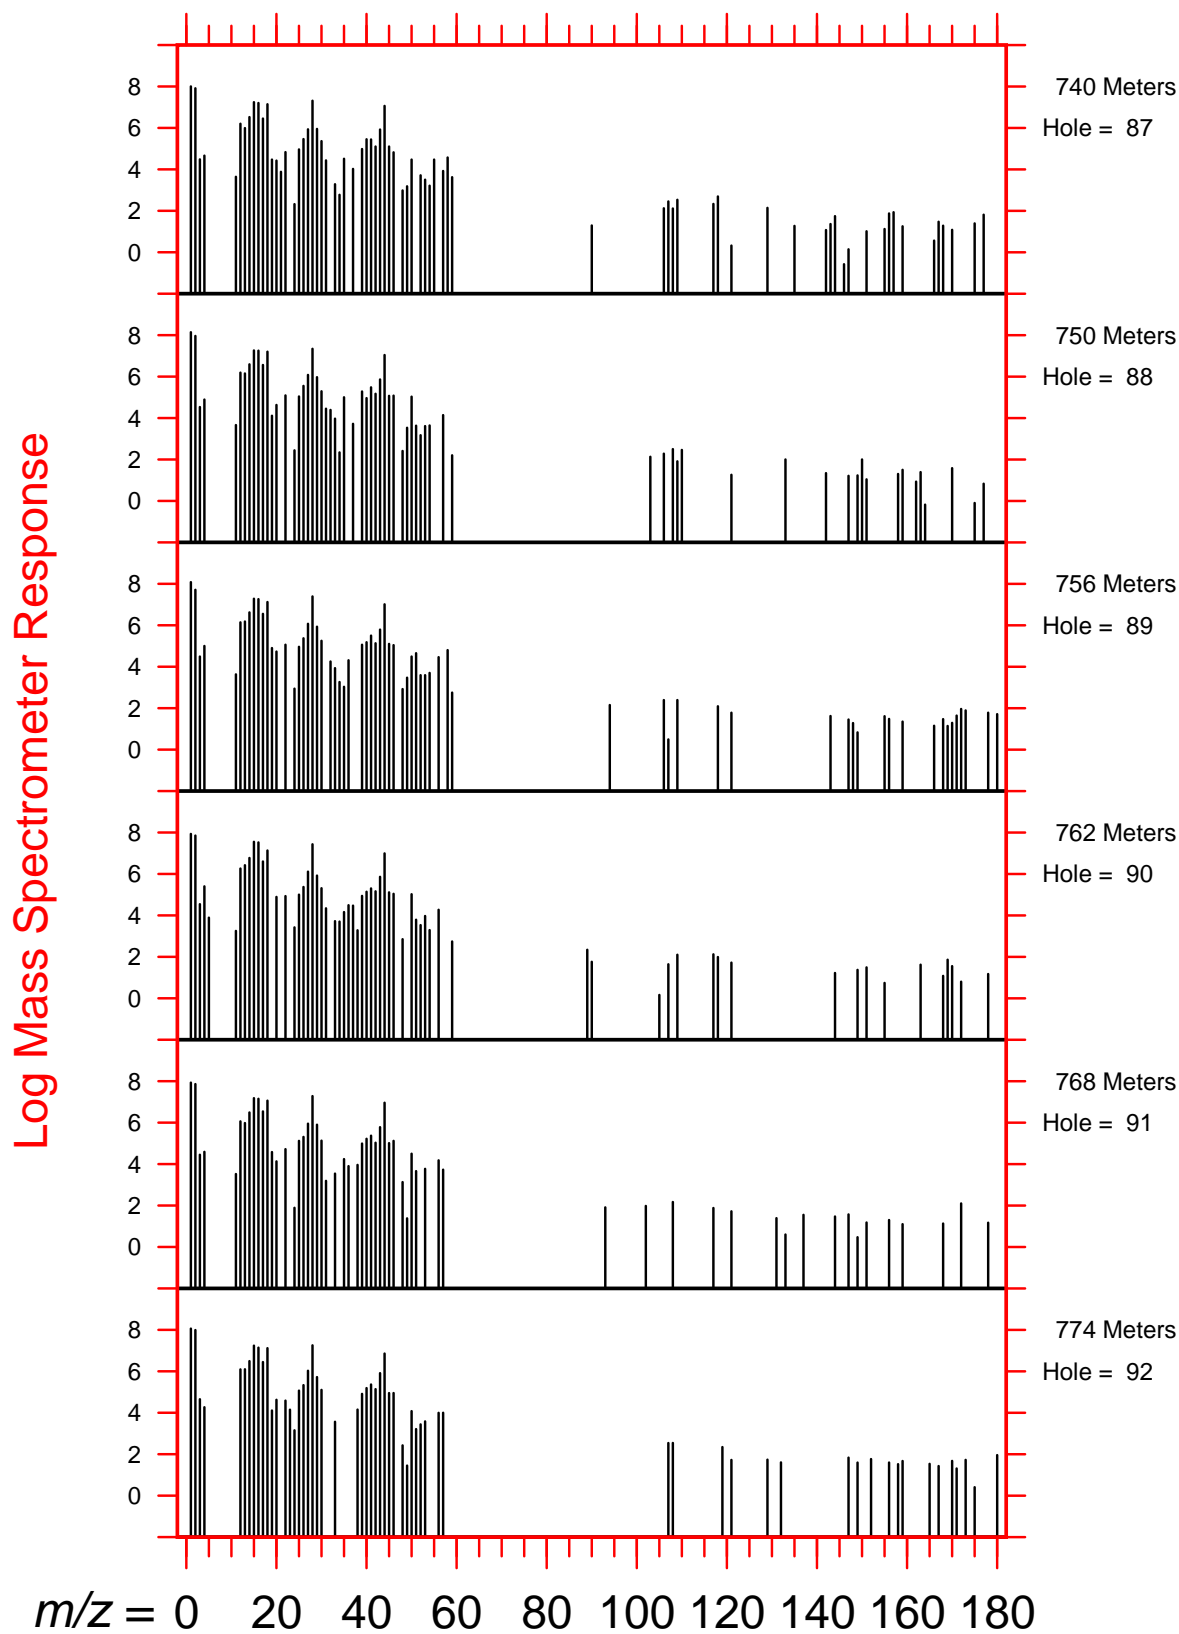 8 740 Meters
6 Hole = 87
4
2
0
8 750 Meters
6 Hole = 88
4
2
0
8 756 Meters
6 Hole = 89
4
2
0
8 762 Meters
6 Hole = 90
4
2
0
8 768 Meters
6 Hole = 91
4
2
0
8 774 Meters
6 Hole = 92
4
2
0
Log Mass Spectrometer Response
m/z = 0 20 40 60 80 100 120 140 160 180